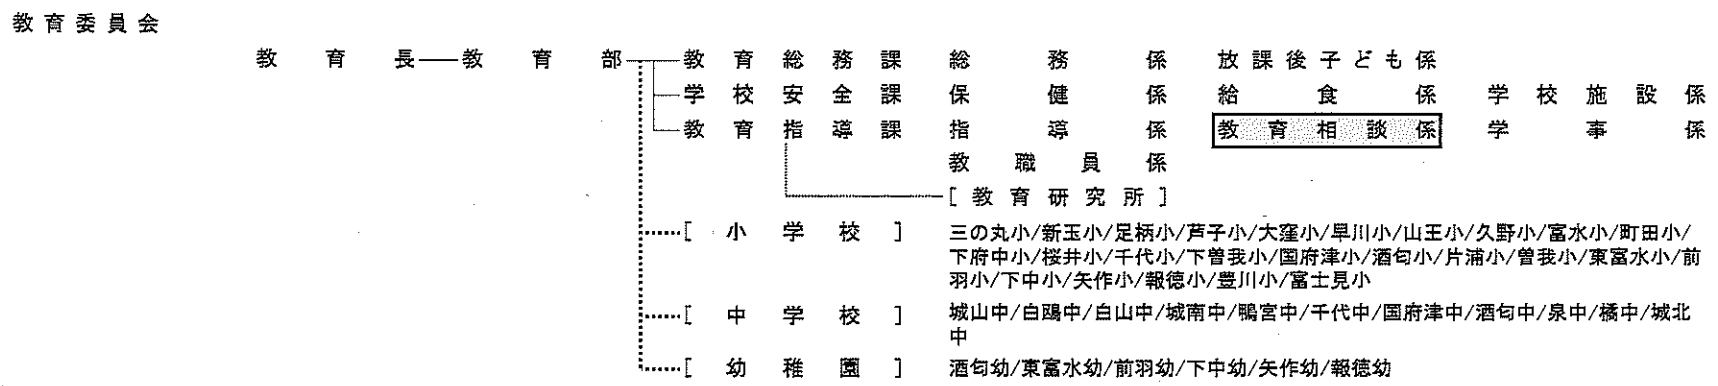 教育委員会
教育長 教育部 教育総務課 総務係 放課後子ども係
学校安全課 保健係 給食係 学校施設係
教育指導課 指導係 教育相談係 学事係
教職員係
[教育研究所]
[小学校] 三の丸小/新玉小/足柄小/芦子小/大窪小/早川小/山王小/久野小/富水小/町田小/
下府中小/桜井小/千代小/下曽我小/国府津小/酒匂小/片浦小/曽我小/東富水小/前
羽小/下中小/矢作小/報徳小/豊川小/富士見小
[中学校] 城山中/白鴎中/白山中/城南中/鴨宮中/千代中/国府津中/酒匂中/泉中/橘中/城北
中
[幼稚園] 酒匂幼/東富水幼/前羽幼/下中幼/矢作幼/報徳幼